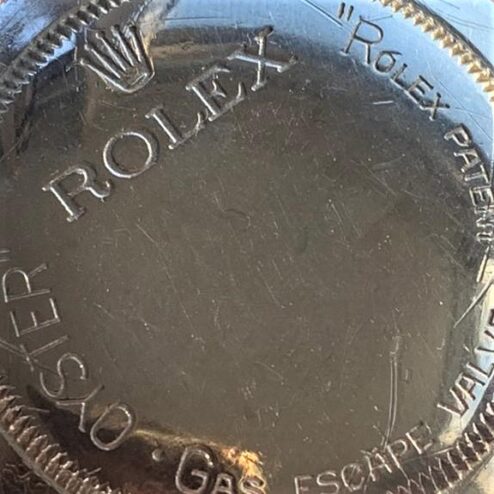 ROLEX
"ROLEX PATENT
GAS ESCAPE VALVE
· OYSTER"